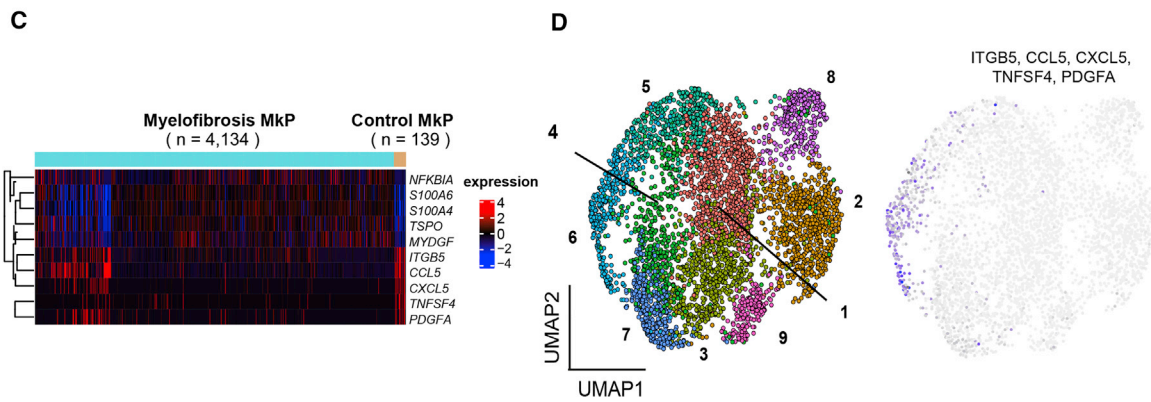 C
Myelofibrosis MkP
( n = 4,134 )
Control MkP
( n = 139 )
NFKBIA
S100A6
S100A4
TSPO
MYDGF
ITGB5
CCL5
CXCL5
TNFSF4
PDGFA
expression
4
2
0
−2
−4
D
5
8
4
2
6
1
7
3
9
UMAP2
UMAP1
ITGB5, CCL5, CXCL5,
TNFSF4, PDGFA